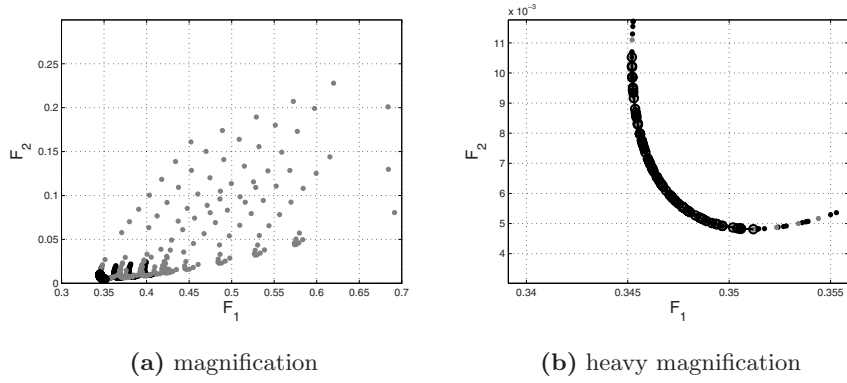 0.25
0.2
0.15
0.1
0.05
0
0.3 0.35 0.4 0.45 0.5 0.55 0.6 0.65 0.7
F2
F1
x 10⁻³
11
10
9
8
7
6
5
4
0.34 0.345 0.35 0.355
F2
F1
(a) magnification
(b) heavy magnification